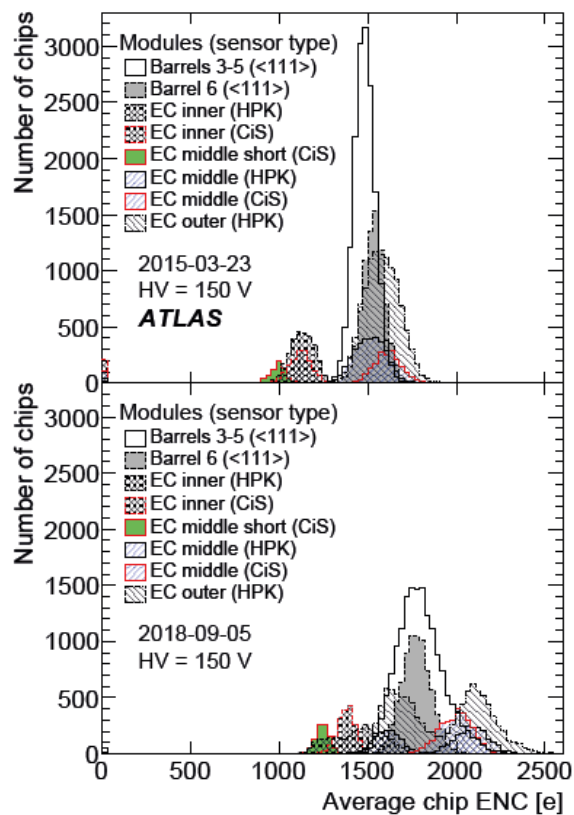 Number of chips
3000
2500
2000
1500
1000
500
0
Modules (sensor type)
Barrels 3-5 (<111>)
Barrel 6 (<111>)
EC inner (HPK)
EC inner (CiS)
EC middle short (CiS)
EC middle (HPK)
EC middle (CiS)
EC outer (HPK)
2015-03-23
HV = 150 V
ATLAS
Number of chips
3000
2500
2000
1500
1000
500
0
Modules (sensor type)
Barrels 3-5 (<111>)
Barrel 6 (<111>)
EC inner (HPK)
EC inner (CiS)
EC middle short (CiS)
EC middle (HPK)
EC middle (CiS)
EC outer (HPK)
2018-09-05
HV = 150 V
0 500 1000 1500 2000 2500
Average chip ENC [e]